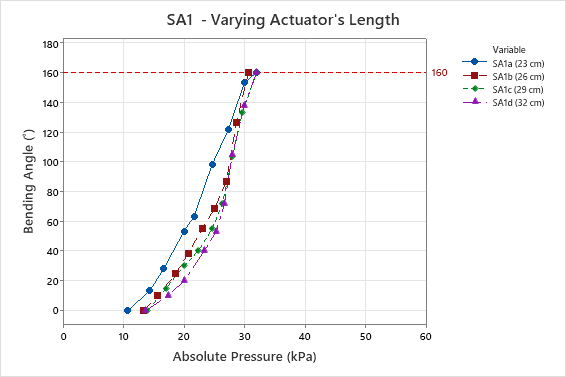 SA1 - Varying Actuator's Length
180
160
140
120
100
80
60
40
20
0
Bending Angle (°)
0 10 20 30 40 50 60
Absolute Pressure (kPa)
160
Variable
SA1a (23 cm)
SA1b (26 cm)
SA1c (29 cm)
SA1d (32 cm)